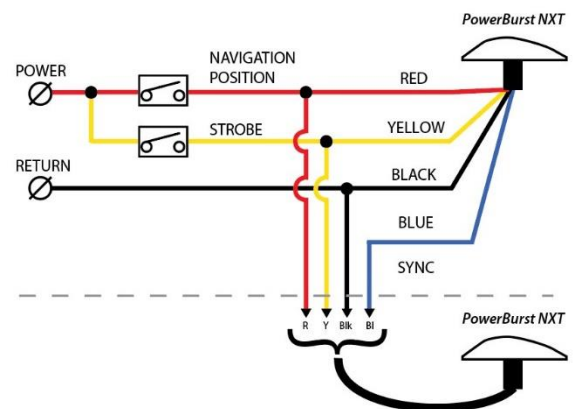 PowerBurst NXT
POWER
NAVIGATION
POSITION
RED
STROBE
YELLOW
RETURN
BLACK
BLUE
SYNC
R Y Blk Bl
PowerBurst NXT